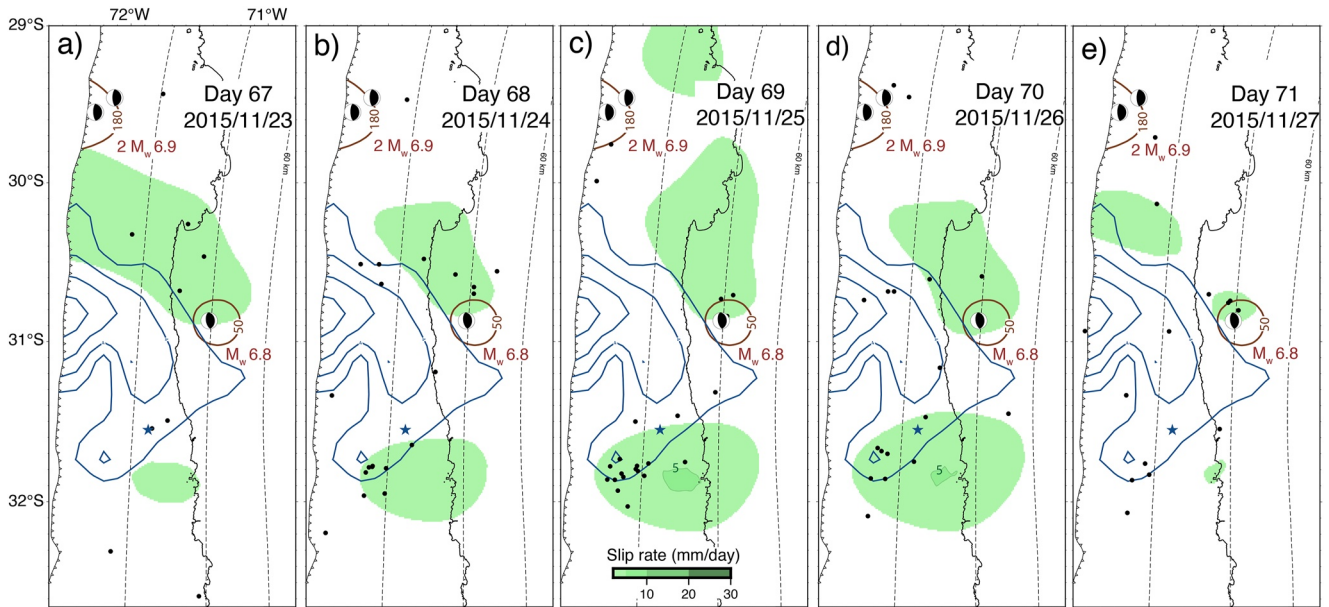 72°W 71°W
29°S
30°S
31°S
32°S
a)
Day 67
2015/11/23
180
2 Mw 6.9
60 km
50
Mw 6.8
b)
Day 68
2015/11/24
180
2 Mw 6.9
60 km
50
Mw 6.8
c)
Day 69
2015/11/25
180
2 Mw 6.9
60 km
50
Mw 6.8
5
Slip rate (mm/day)
10 20 30
d)
Day 70
2015/11/26
180
2 Mw 6.9
60 km
50
Mw 6.8
5
e)
Day 71
2015/11/27
180
2 Mw 6.9
60 km
50
Mw 6.8